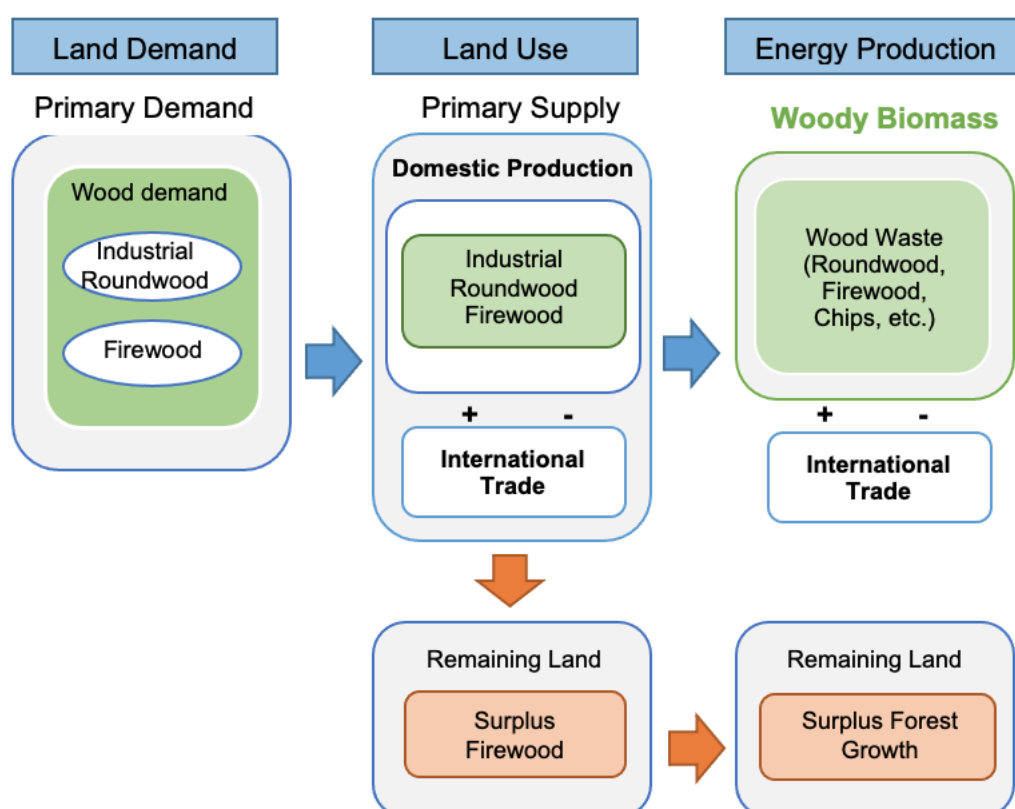 Land Demand
Land Use
Energy Production
Primary Demand
Primary Supply
Woody Biomass
Wood demand
Industrial
Roundwood
Firewood
Domestic Production
Industrial
Roundwood
Firewood
+ -
International
Trade
Wood Waste
(Roundwood,
Firewood,
Chips, etc.)
+ -
International
Trade
Remaining Land
Surplus
Firewood
Remaining Land
Surplus Forest
Growth